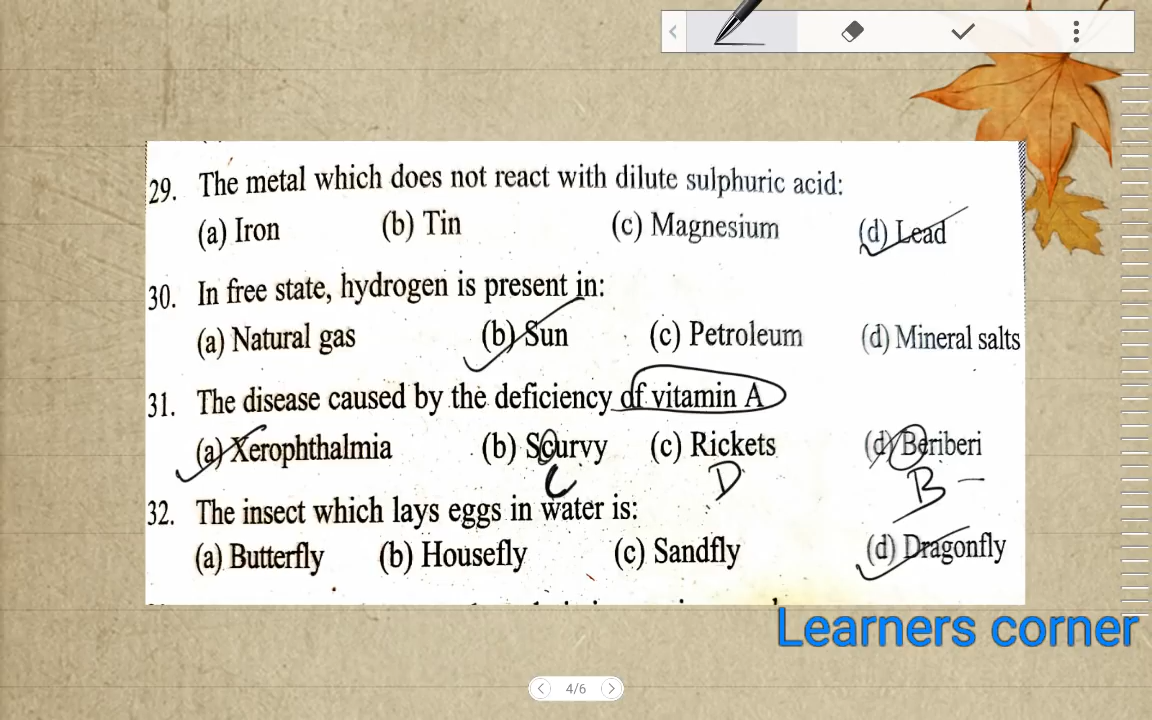 29. The metal which does not react with dilute sulphuric acid:
(a) Iron (b) Tin (c) Magnesium (d) Lead
30. In free state, hydrogen is present in:
(a) Natural gas (b) Sun (c) Petroleum (d) Mineral salts
31. The disease caused by the deficiency of vitamin A
(a) Xerophthalmia (b) Scurvy (c) Rickets (d) Beriberi
C D B
32. The insect which lays eggs in water is:
(a) Butterfly (b) Housefly (c) Sandfly (d) Dragonfly
Learners corner
4/6